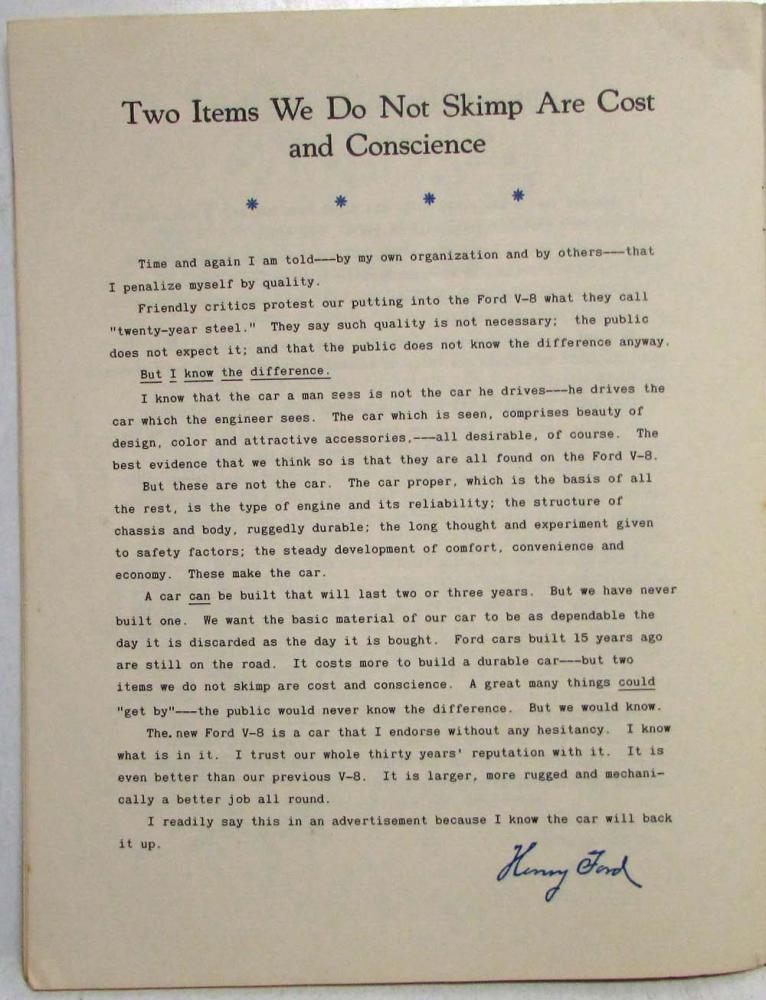 Two Items We Do Not Skimp Are Cost
and Conscience
* * * *
Time and again I am told---by my own organization and by others---that
I penalize myself by quality.
Friendly critics protest our putting into the Ford V-8 what they call
"twenty-year steel." They say such quality is not necessary; the public
does not expect it; and that the public does not know the difference anyway.
But I know the difference.
I know that the car a man sees is not the car he drives---he drives the
car which the engineer sees. The car which is seen, comprises beauty of
design, color and attractive accessories,---all desirable, of course. The
best evidence that we think so is that they are all found on the Ford V-8.
But these are not the car. The car proper, which is the basis of all
the rest, is the type of engine and its reliability; the structure of
chassis and body, ruggedly durable; the long thought and experiment given
to safety factors; the steady development of comfort, convenience and
economy. These make the car.
A car can be built that will last two or three years. But we have never
built one. We want the basic material of our car to be as dependable the
day it is discarded as the day it is bought. Ford cars built 15 years ago
are still on the road. It costs more to build a durable car---but two
items we do not skimp are cost and conscience. A great many things could
"get by"---the public would never know the difference. But we would know.
The new Ford V-8 is a car that I endorse without any hesitancy. I know
what is in it. I trust our whole thirty years' reputation with it. It is
even better than our previous V-8. It is larger, more rugged and mechani-
cally a better job all round.
I readily say this in an advertisement because I know the car will back
it up.
Henry Ford